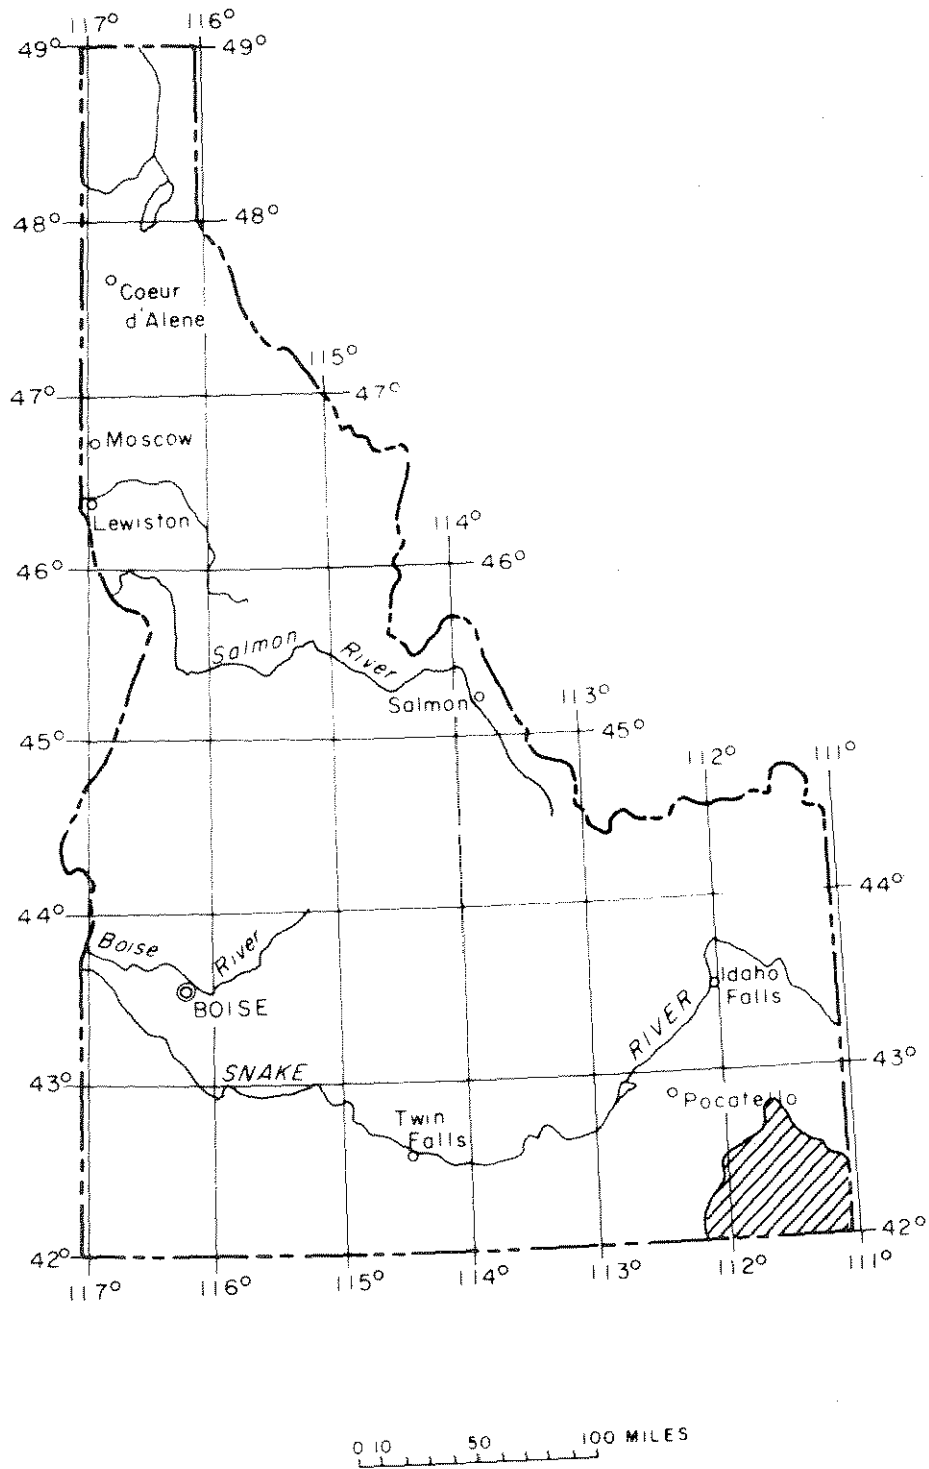 117° 116°
49° 49°
48° 48°
Coeur
d'Alene
115°
47° 47°
Moscow
Lewiston
114°
46° 46°
Salmon River
Salmon
113°
45° 45°
112° 111°
44° 44°
Boise River
BOISE
Idaho
Falls
RIVER
43° SNAKE 43°
Pocatello
Twin
Falls
42° 42°
117° 116° 115° 114° 113° 112° 111°
0 10 50 100 MILES